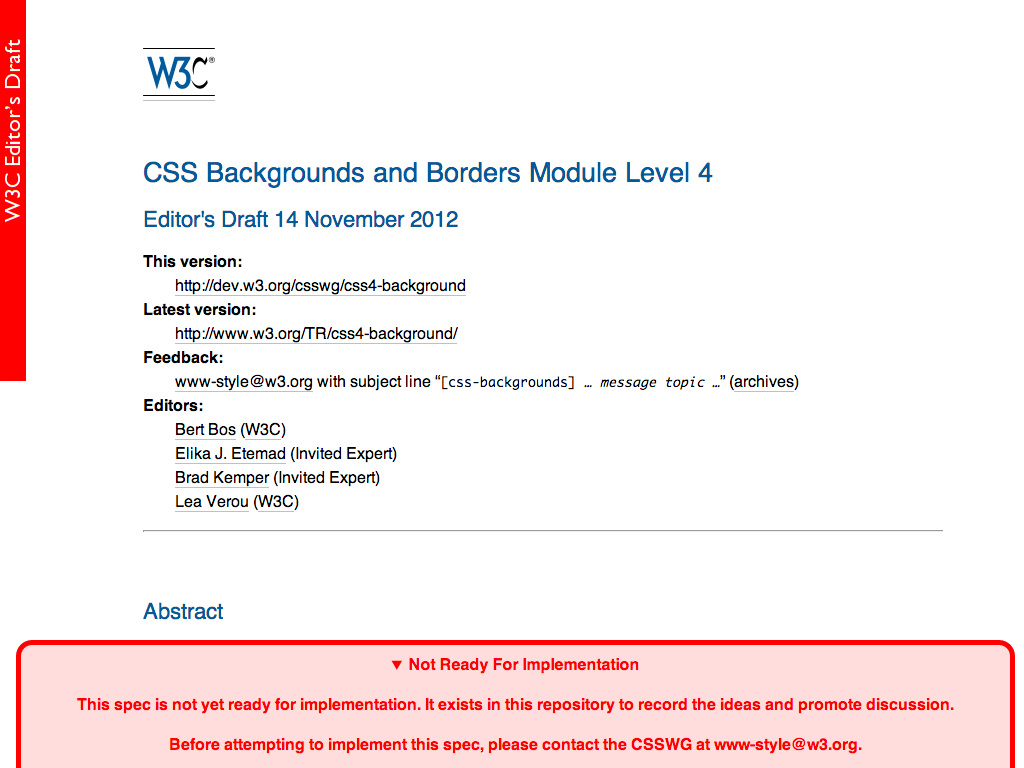 W3C Editor's Draft
W3C®
CSS Backgrounds and Borders Module Level 4
Editor's Draft 14 November 2012
This version:
http://dev.w3.org/csswg/css4-background
Latest version:
http://www.w3.org/TR/css4-background/
Feedback:
www-style@w3.org with subject line “[css-backgrounds] … message topic …” (archives)
Editors:
Bert Bos (W3C)
Elika J. Etemad (Invited Expert)
Brad Kemper (Invited Expert)
Lea Verou (W3C)
Abstract
▼ Not Ready For Implementation
This spec is not yet ready for implementation. It exists in this repository to record the ideas and promote discussion.
Before attempting to implement this spec, please contact the CSSWG at www-style@w3.org.